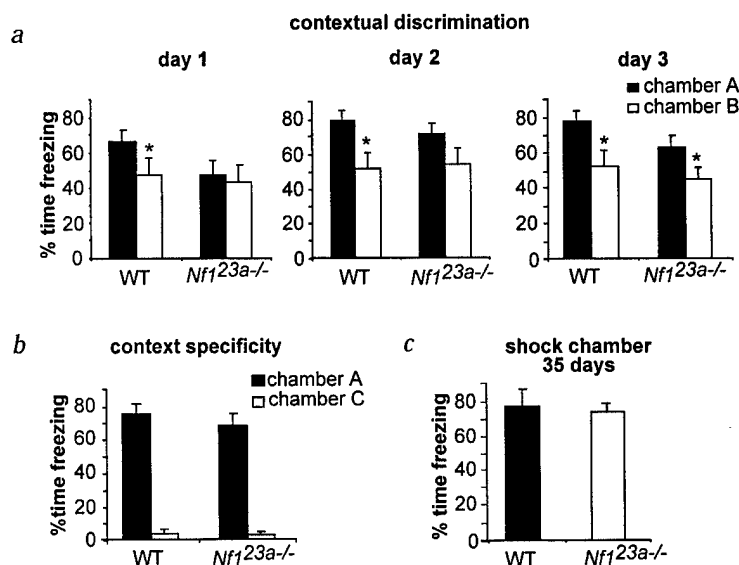 a
contextual discrimination
day 1
day 2
day 3
chamber A
chamber B
% time freezing
80
60
40
20
0
*
WT
Nf1 23a-/-
80
60
40
20
0
*
WT
Nf1 23a-/-
80
60
40
20
0
*
*
WT
Nf1 23a-/-
b
context specificity
chamber A
chamber C
%time freezing
80
60
40
20
0
WT
Nf1 23a-/-
c
shock chamber
35 days
% time freezing
80
60
40
20
0
WT
Nf1 23a-/-